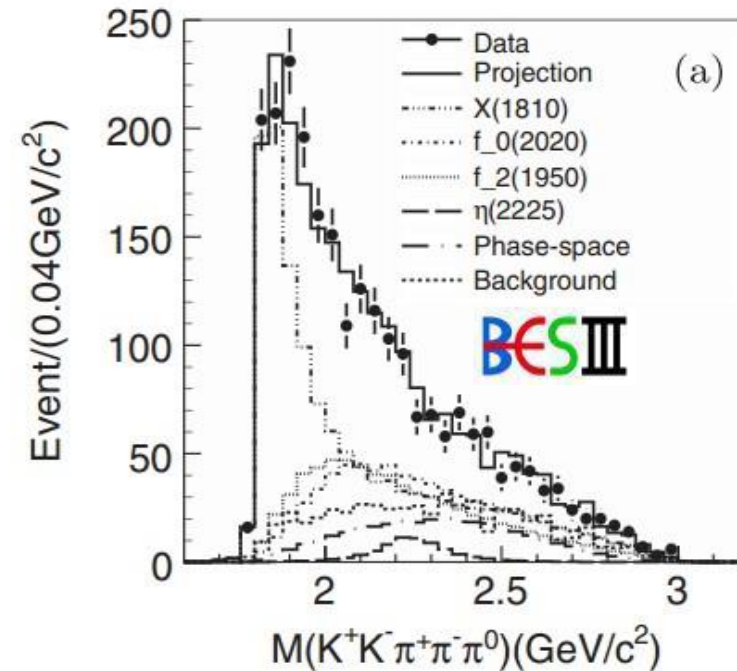 250
200
150
100
50
0
Event/(0.04GeV/c²)
Data
Projection
X(1810)
f_0(2020)
f_2(1950)
η(2225)
Phase-space
Background
(a)
BESIII
2
2.5
3
M(K⁺K⁻π⁺π⁻π⁰)(GeV/c²)